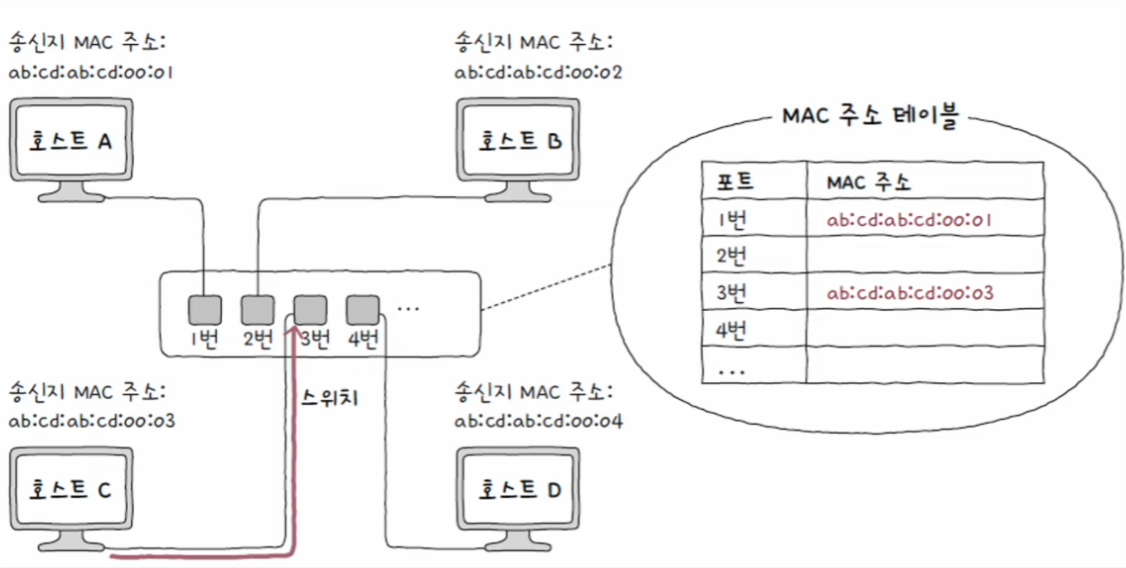 송신지 MAC 주소:
ab:cd:ab:cd:00:01
호스트 A
송신지 MAC 주소:
ab:cd:ab:cd:00:02
호스트 B
MAC 주소 테이블
포트 MAC 주소
1번 ab:cd:ab:cd:00:01
2번
3번 ab:cd:ab:cd:00:03
4번
...
1번 2번 3번 4번 ...
스위치
송신지 MAC 주소:
ab:cd:ab:cd:00:03
호스트 C
송신지 MAC 주소:
ab:cd:ab:cd:00:04
호스트 D